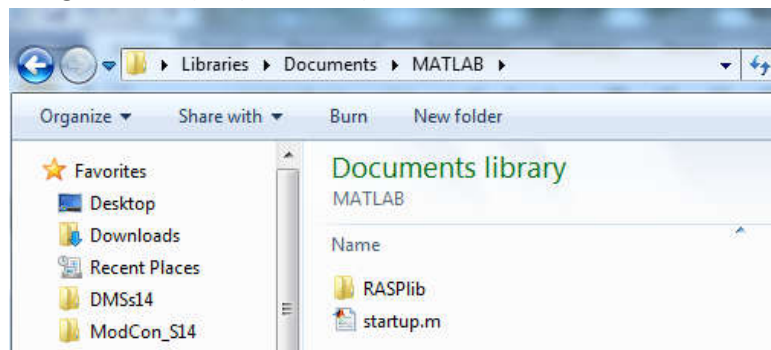 Libraries Documents MATLAB
Organize Share with Burn New folder
Favorites
Desktop
Downloads
Recent Places
DMSs14
ModCon_S14
Documents library
MATLAB
Name
RASPlib
startup.m